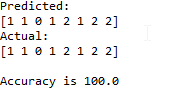 Predicted:
[1 1 0 1 2 1 2 2]
Actual:
[1 1 0 1 2 1 2 2]
Accuracy is 100.0